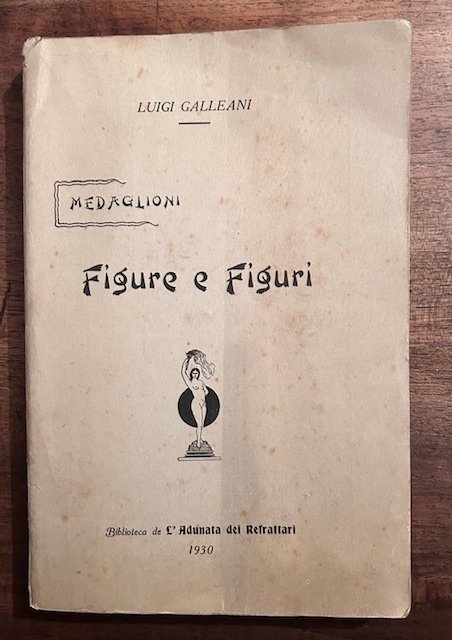 LUIGI GALLEANI
MEDAGLIONI
Figure e Figuri
Biblioteca de L'Adunata dei Refrattari
1930